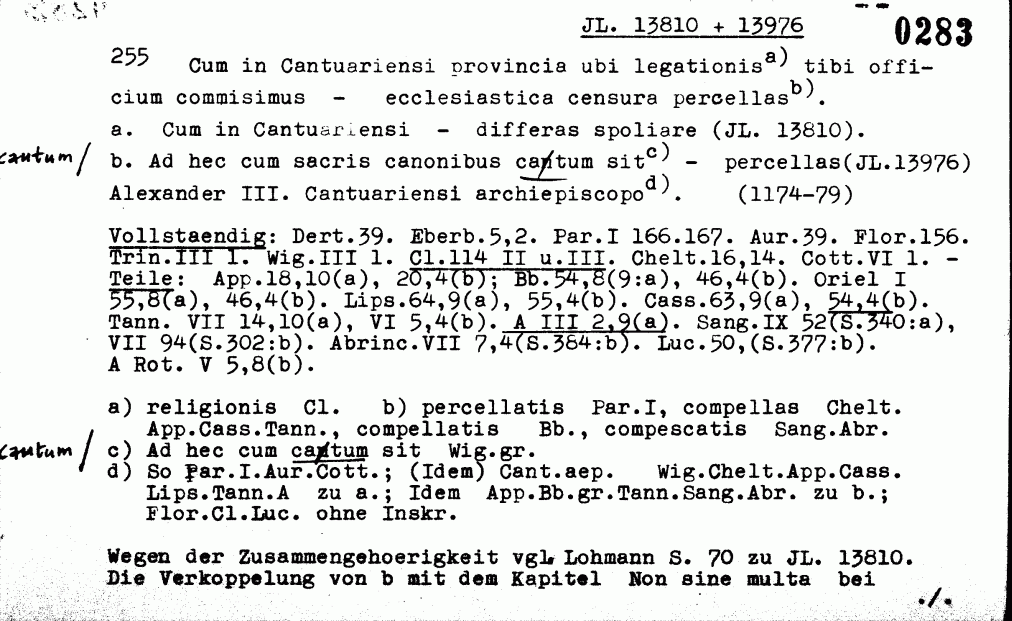 JL. 13810 + 13976 0283
255 Cum in Cantuariensi provincia ubi legationis a) tibi offi-
cium commisimus - ecclesiastica censura percellas b).
a. Cum in Cantuariensi - differas spoliare (JL. 13810).
cautum/ b. Ad hec cum sacris canonibus cantum sit c) - percellas(JL.13976)
Alexander III. Cantuariensi archiepiscopo d). (1174-79)
Vollstaendig: Dert.39. Eberb.5,2. Par.I 166.167. Aur.39. Flor.156.
Trin.III 1. Wig.III 1. Cl.114 II u.III. Chelt.16,14. Cott.VI 1. -
Teile: App.18,10(a), 20,4(b); Bb.54,8(9:a), 46,4(b). Oriel I
55,8(a), 46,4(b). Lips.64,9(a), 55,4(b). Cass.63,9(a), 54,4(b).
Tann. VII 14,10(a), VI 5,4(b). A III 2,9(a). Sang.IX 52(S.340:a),
VII 94(S.302:b). Abrinc.VII 7,4(S.384:b). Luc.50,(S.377:b).
A Rot. V 5,8(b).
a) religionis Cl. b) percellatis Par.I, compellas Chelt.
App.Cass.Tann., compellatis Bb., compescatis Sang.Abr.
cautum/ c) Ad hec cum cantum sit Wig.gr.
d) So Par.I.Aur.Cott.; (Idem) Cant.aep. Wig.Chelt.App.Cass.
Lips.Tann.A zu a.; Idem App.Bb.gr.Tann.Sang.Abr. zu b.;
Flor.Cl.Luc. ohne Inskr.
Wegen der Zusammengehoerigkeit vgl. Lohmann S. 70 zu JL. 13810.
Die Verkoppelung von b mit dem Kapitel Non sine multa bei
./.